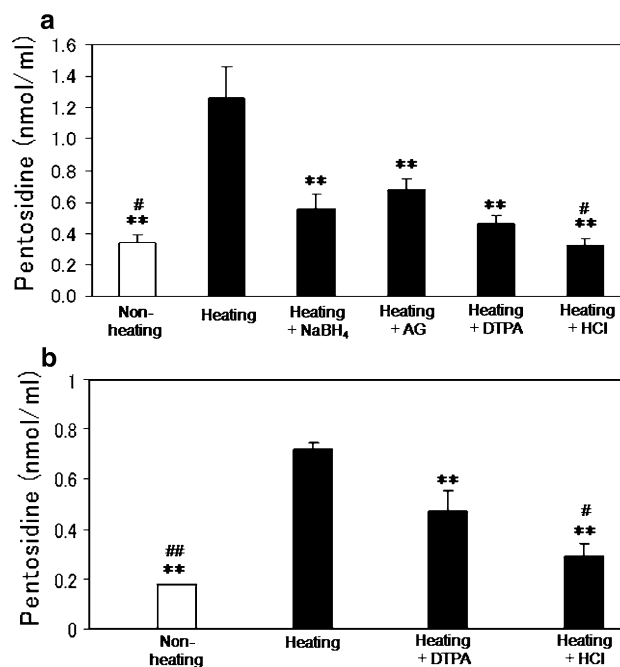 a
Pentosidine (nmol/ml)
1.6
1.4
1.2
1.0
0.8
0.6
0.4
0.2
0.0
#
**
**
**
**
#
**
Non-
heating
Heating
Heating
+ NaBH4
Heating
+ AG
Heating
+ DTPA
Heating
+ HCl
b
Pentosidine (nmol/ml)
1
0.8
0.6
0.4
0.2
0
##
**
**
#
**
Non-
heating
Heating
Heating
+ DTPA
Heating
+ HCl